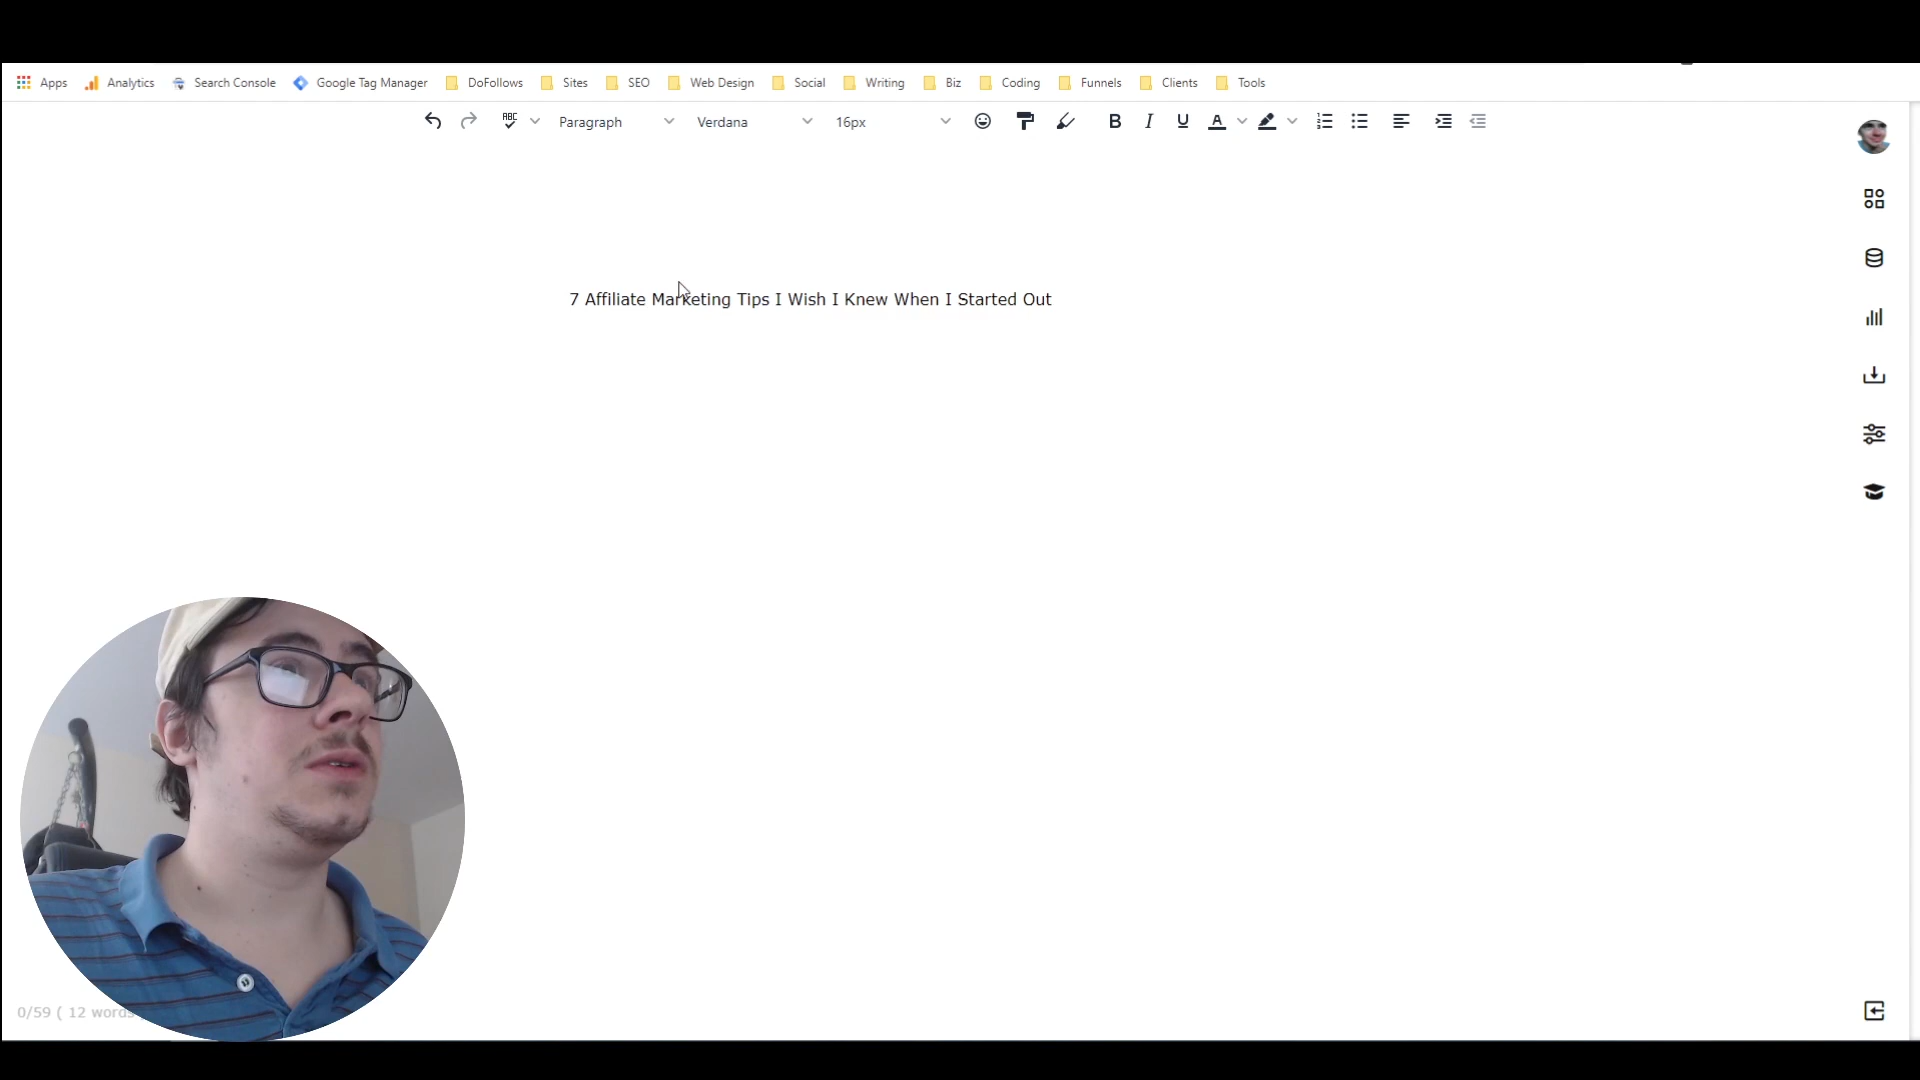 Apps Analytics Search Console Google Tag Manager DoFollows Sites SEO Web Design Social Writing Biz Coding Funnels Clients Tools
ABC Paragraph Verdana 16px B I U A
7 Affiliate Marketing Tips I Wish I Knew When I Started Out
0/59 ( 12 words